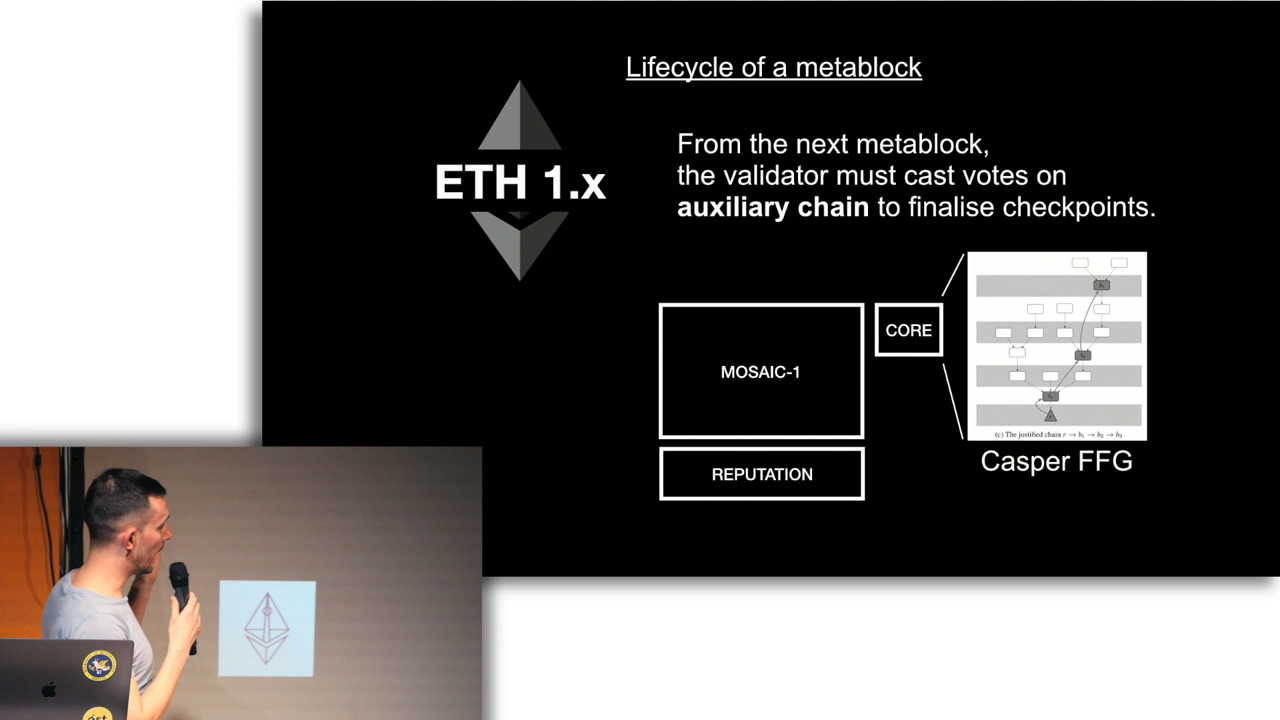 Lifecycle of a metablock
ETH 1.x
From the next metablock,
the validator must cast votes on
auxiliary chain to finalise checkpoints.
CORE
MOSAIC-1
(c) The justified chain r → b₁ → b₂ → b₃
Casper FFG
REPUTATION
ost